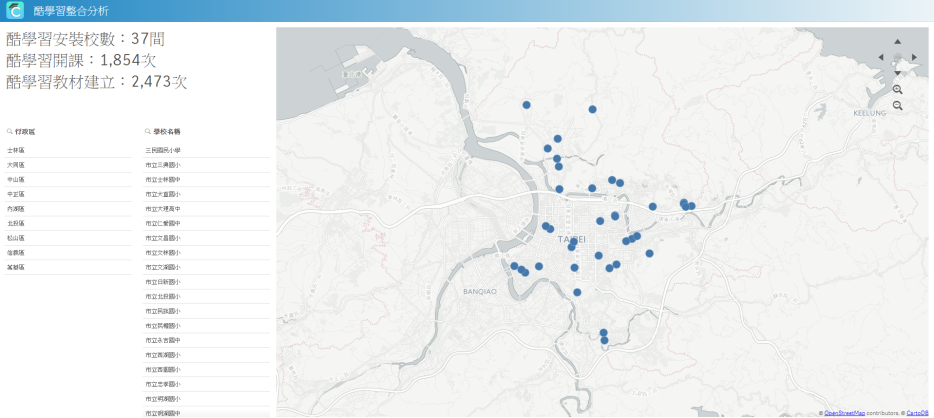 酷學習整合分析
酷學習安裝校數：37間
酷學習開課：1,854次
酷學習教材建立：2,473次
行政區
士林區
大同區
中山區
中正區
內湖區
北投區
松山區
信義區
萬華區
學校名稱
三民國民小學
市立三興國小
市立士林國中
市立大直國小
市立大理高中
市立仁愛國中
市立文昌國小
市立文林國小
市立文湖國小
市立日新國小
市立北投國小
市立民族國小
市立民權國小
市立永吉國中
市立西湖國小
市立西園國小
市立忠孝國小
市立明湖國小
市立明湖國中
KEELUNG
TAIPEI
BANQIAO
© OpenStreetMap contributors, © CartoDB